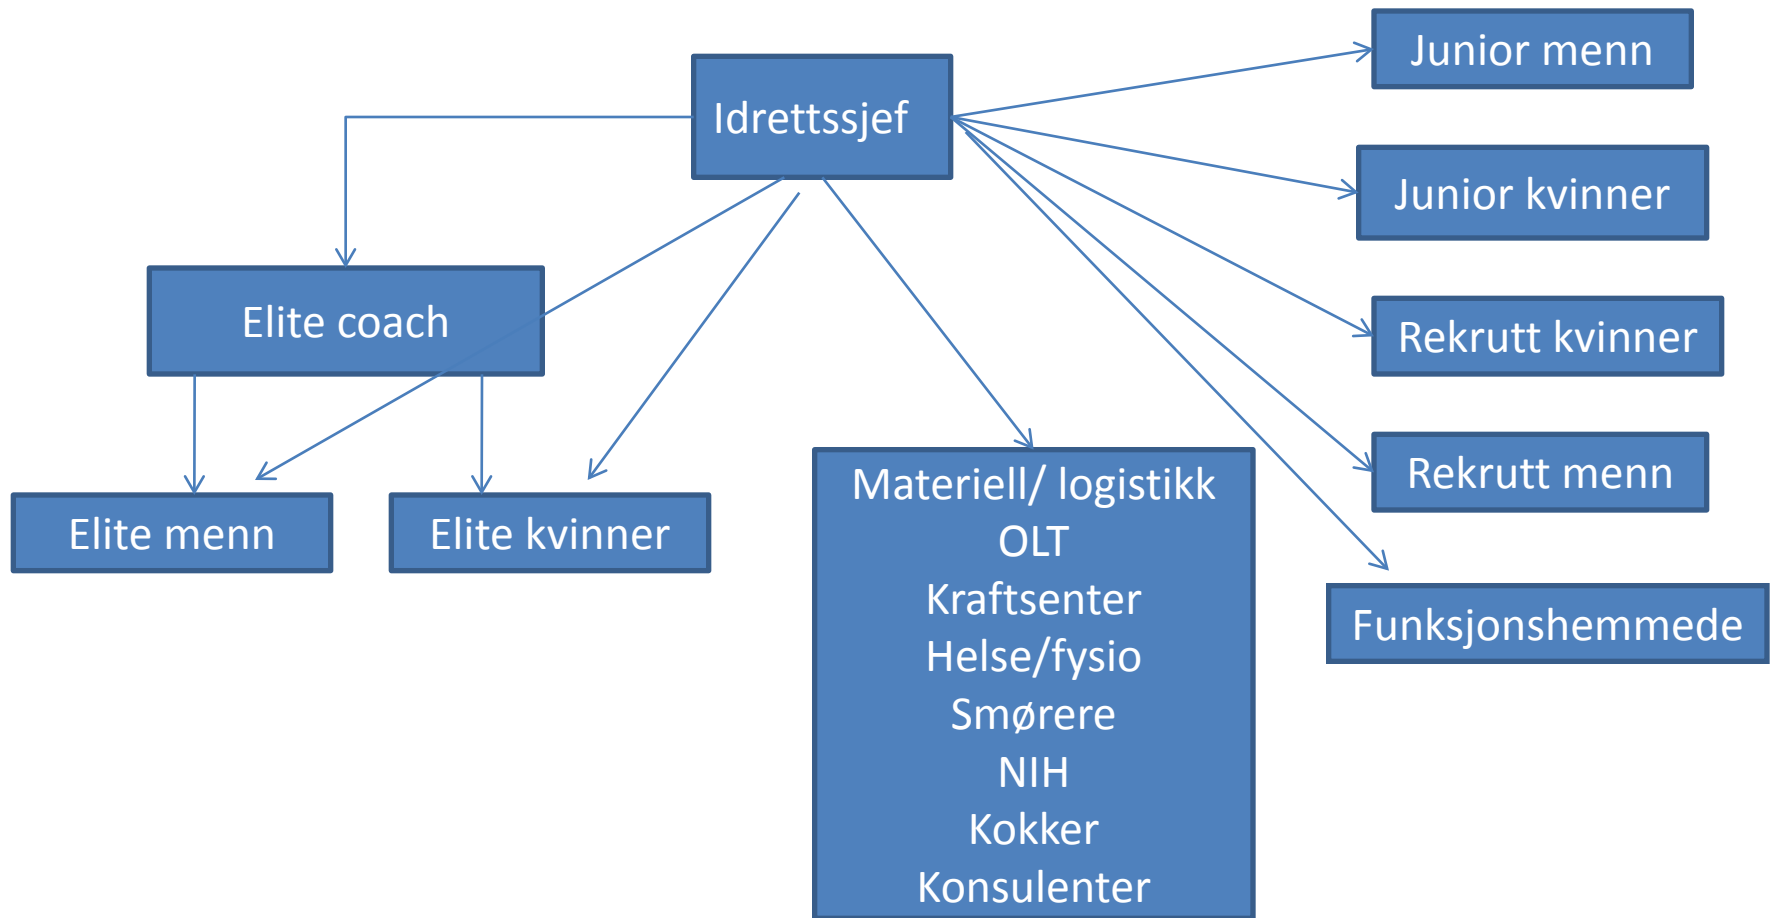 Idrettssjef
Elite coach
Elite menn
Elite kvinner
Materiell/ logistikk
OLT
Kraftsenter
Helse/fysio
Smørere
NIH
Kokker
Konsulenter
Junior menn
Junior kvinner
Rekrutt kvinner
Rekrutt menn
Funksjonshemmede